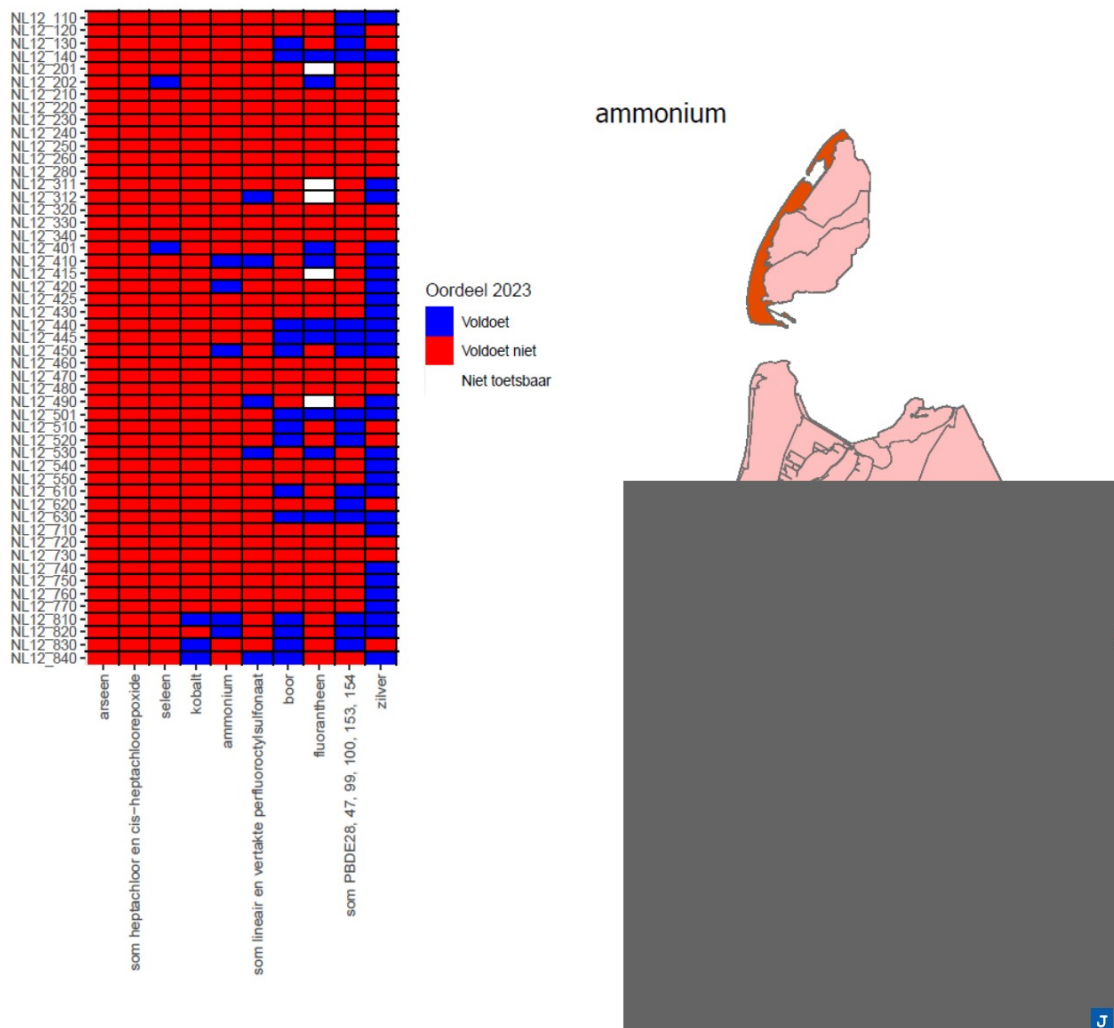 NL12_110
NL12_120
NL12_130
NL12_140
NL12_201
NL12_202
NL12_210
NL12_220
NL12_230
NL12_240
NL12_250
NL12_260
NL12_280
NL12_311
NL12_312
NL12_320
NL12_330
NL12_340
NL12_401
NL12_410
NL12_415
NL12_420
NL12_425
NL12_430
NL12_440
NL12_445
NL12_450
NL12_460
NL12_470
NL12_480
NL12_490
NL12_501
NL12_510
NL12_520
NL12_530
NL12_540
NL12_550
NL12_610
NL12_620
NL12_630
NL12_710
NL12_720
NL12_730
NL12_740
NL12_750
NL12_760
NL12_770
NL12_810
NL12_820
NL12_830
NL12_840
arseen
som heptachloor en cis-heptachloorepoxide
seleen
kobalt
ammonium
som lineair en vertakte perfluoroctylsulfonaat
boor
fluorantheen
som PBDE28, 47, 99, 100, 153, 154
zilver
Oordeel 2023
Voldoet
Voldoet niet
Niet toetsbaar
ammonium
J